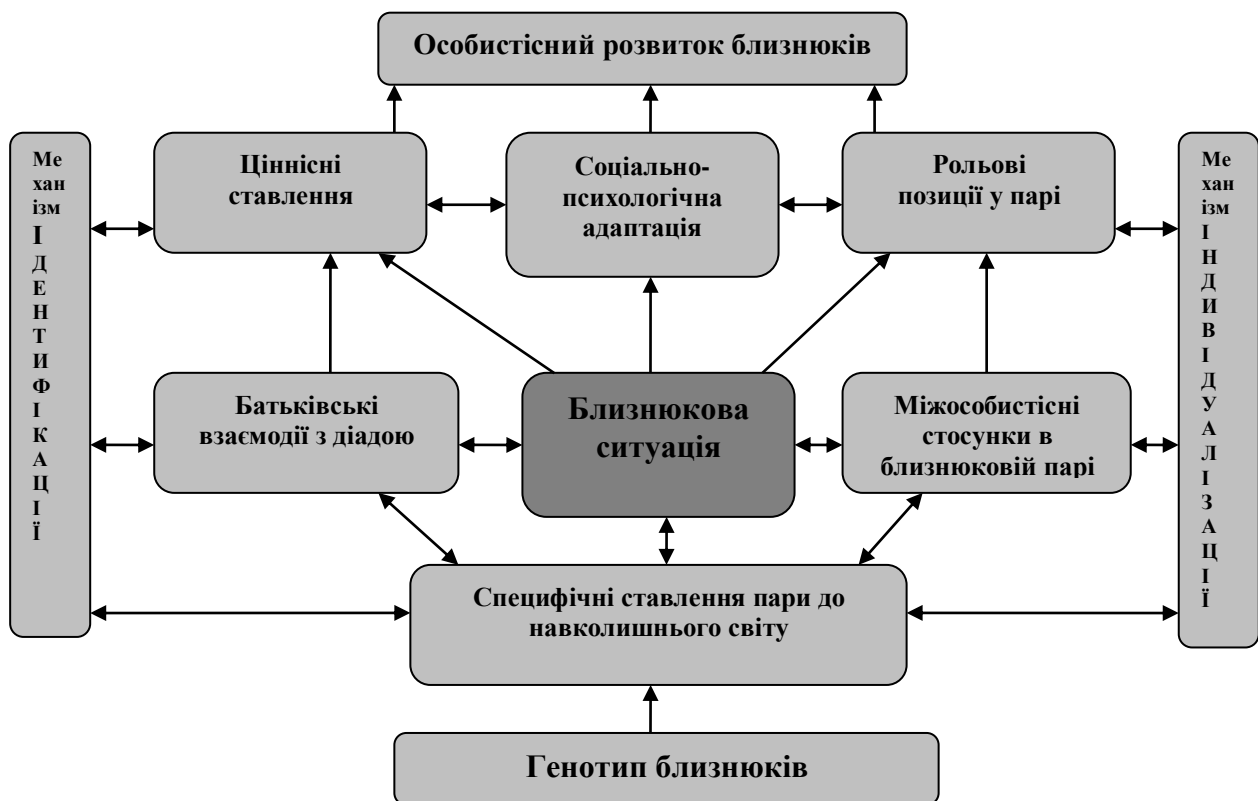 Особистісний розвиток близнюків
Ме
хан
ізм
І
Д
Е
Н
Т
И
Ф
І
К
А
Ц
І
Ї
Ціннісні
ставлення
Соціально-
психологічна
адаптація
Рольові
позиції у парі
Ме
хан
ізм
І
Н
Д
И
В
І
Д
У
А
Л
І
З
А
Ц
І
Ї
Батьківські
взаємодії з діадою
Близнюкова
ситуація
Міжособистісні
стосунки в
близнюковій парі
Специфічні ставлення пари до
навколишнього світу
Генотип близнюків